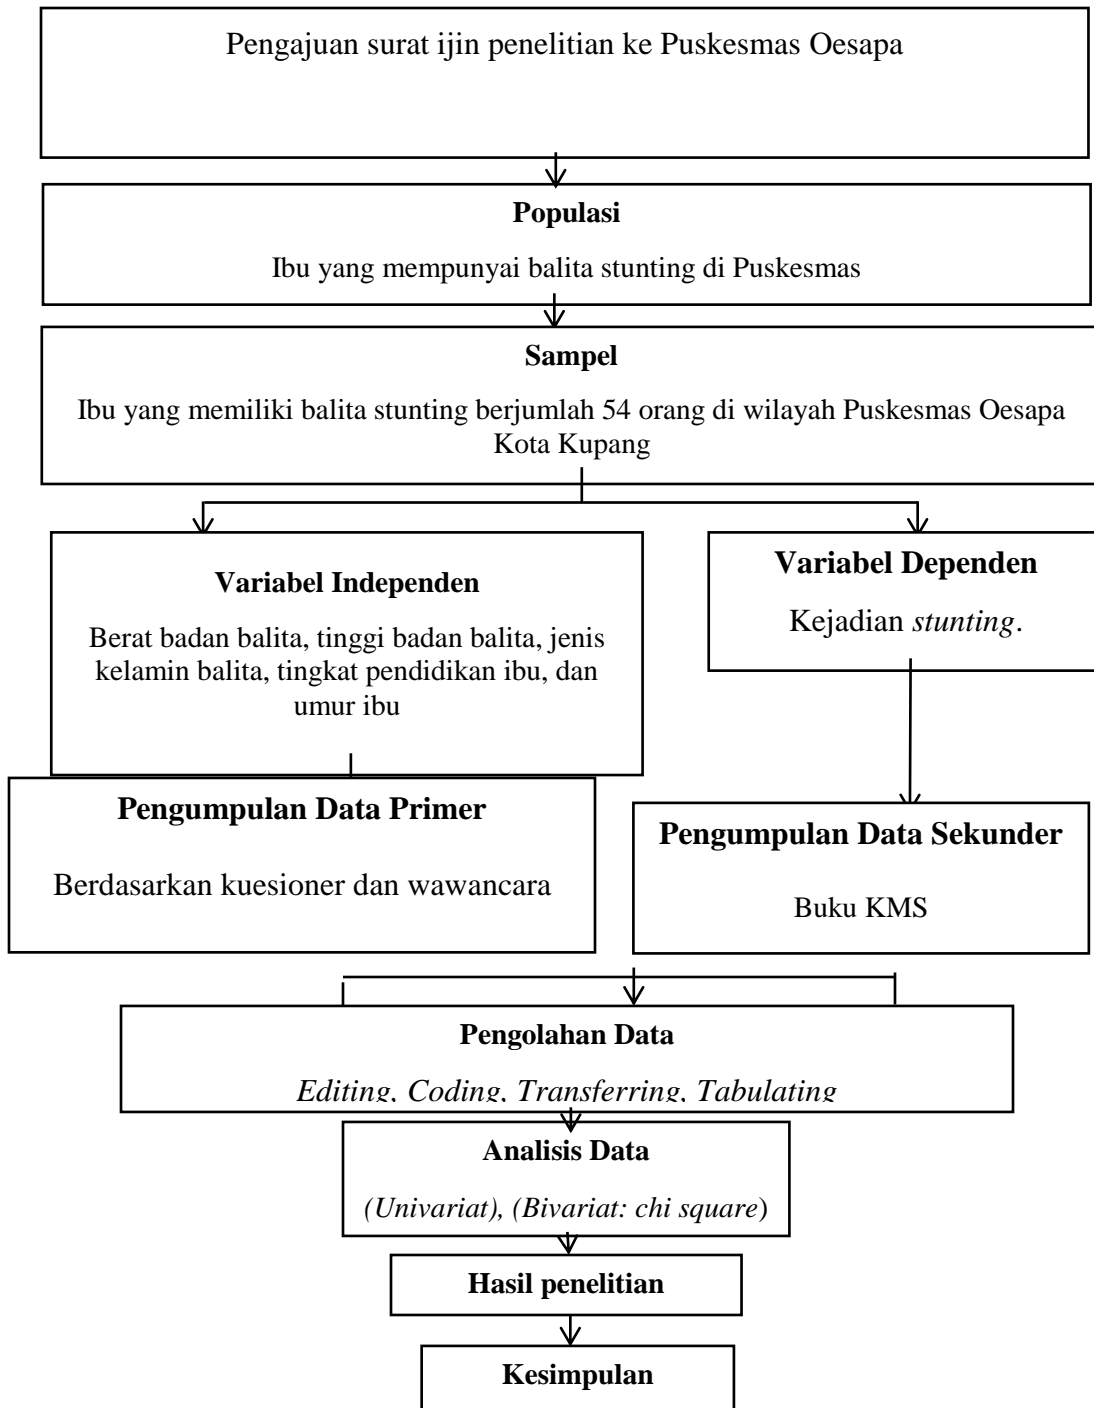 Pengajuan surat ijin penelitian ke Puskesmas Oesapa
Populasi
Ibu yang mempunyai balita stunting di Puskesmas
Sampel
Ibu yang memiliki balita stunting berjumlah 54 orang di wilayah Puskesmas Oesapa
Kota Kupang
Variabel Independen
Berat badan balita, tinggi badan balita, jenis
kelamin balita, tingkat pendidikan ibu, dan
umur ibu
Variabel Dependen
Kejadian stunting.
Pengumpulan Data Primer
Berdasarkan kuesioner dan wawancara
Pengumpulan Data Sekunder
Buku KMS
Pengolahan Data
Editing, Coding, Transferring, Tabulating
Analisis Data
(Univariat), (Bivariat: chi square)
Hasil penelitian
Kesimpulan